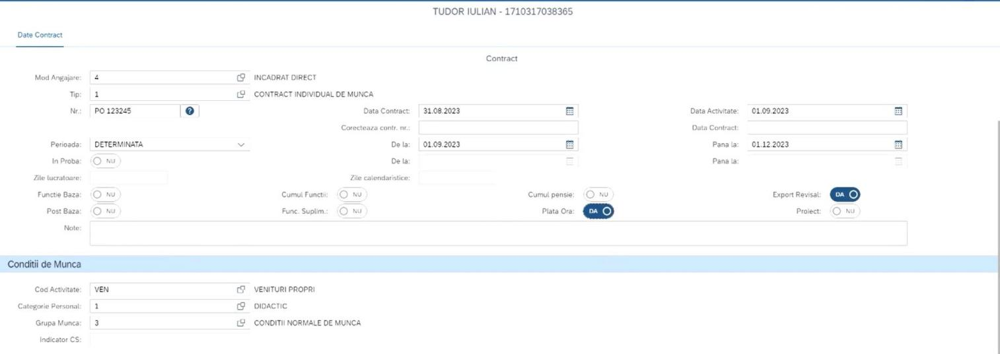 TUDOR IULIAN - 1710317038365
Date Contract
Contract
Mod Angajare: 4 INCADRAT DIRECT
Tip: 1 CONTRACT INDIVIDUAL DE MUNCA
Nr.: PO 123245 ? Data Contract: 31.08.2023 Data Activitate: 01.09.2023
Corecteaza contr. nr.: Data Contract:
Perioada: DETERMINATA De la: 01.09.2023 Pana la: 01.12.2023
In Proba: NU De la: Pana la:
Zile lucratoare: Zile calendaristice:
Functie Baza: NU Cumul Functii: NU Cumul pensie: NU Export Revisal: DA
Post Baza: NU Func. Suplim.: NU Plata Ora: DA Proiect: NU
Note:
Conditii de Munca
Cod Activitate: VEN VENITURI PROPRI
Categorie Personal: 1 DIDACTIC
Grupa Munca: 3 CONDITII NORMALE DE MUNCA
Indicator CS: